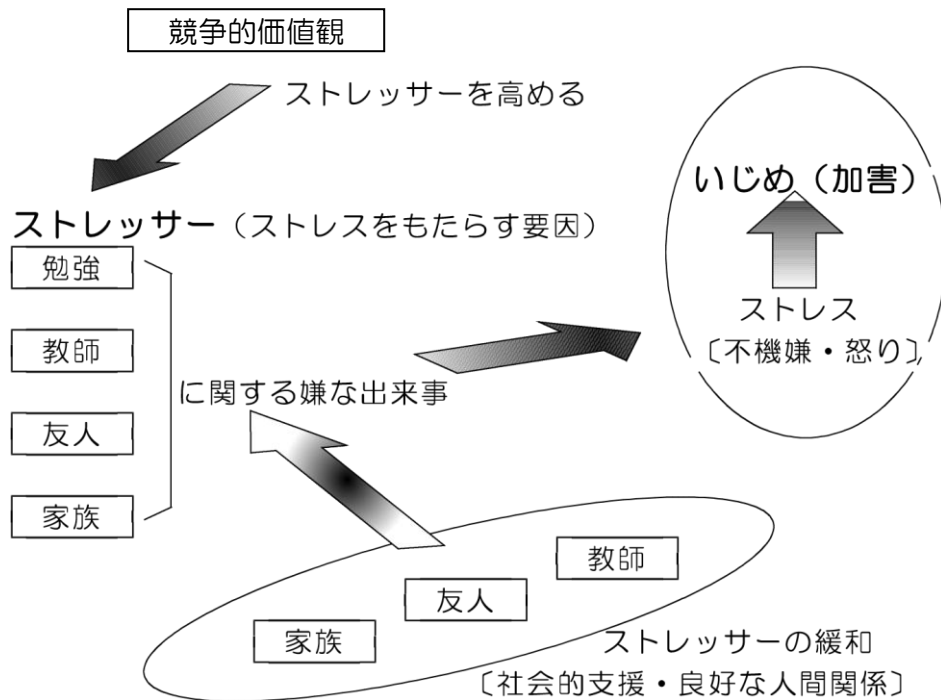 競争的価値観
ストレッサーを高める
いじめ（加害）
ストレッサー（ストレスをもたらす要因）
勉強
教師
友人
家族
に関する嫌な出来事
ストレス
〔不機嫌・怒り〕
教師
友人
家族
ストレッサーの緩和
〔社会的支援・良好な人間関係〕